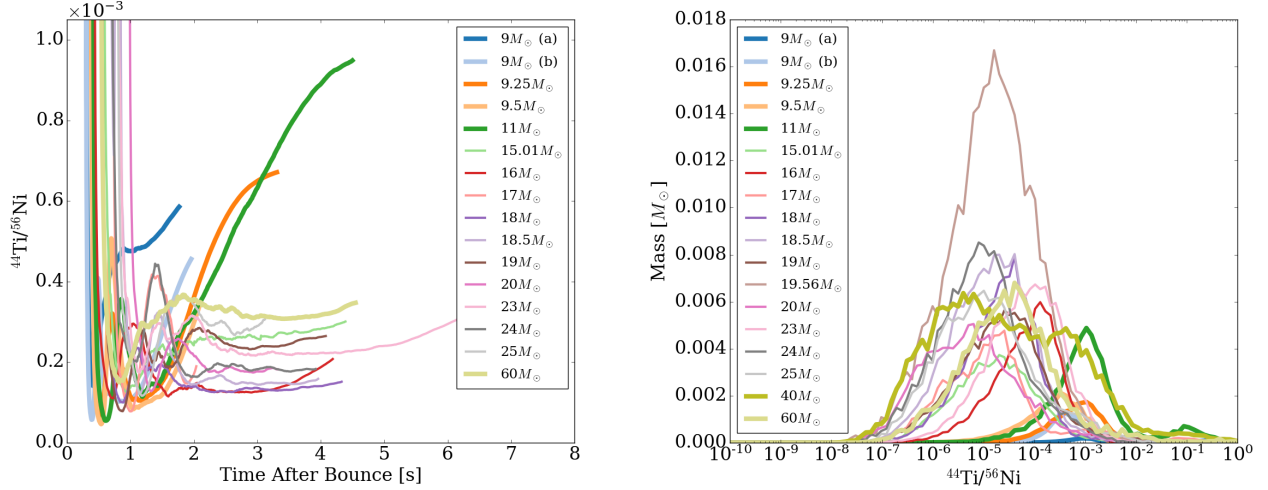 ×10⁻³
1.0
0.8
0.6
0.4
0.2
0.0
⁴⁴Ti/⁵⁶Ni
0 1 2 3 4 5 6 7 8
Time After Bounce [s]
9M☉ (a)
9M☉ (b)
9.25M☉
9.5M☉
11M☉
15.01M☉
16M☉
17M☉
18M☉
18.5M☉
19M☉
20M☉
23M☉
24M☉
25M☉
60M☉
0.018
0.016
0.014
0.012
0.010
0.008
0.006
0.004
0.002
0.000
Mass [M☉]
10⁻¹⁰ 10⁻⁹ 10⁻⁸ 10⁻⁷ 10⁻⁶ 10⁻⁵ 10⁻⁴ 10⁻³ 10⁻² 10⁻¹ 10⁰
⁴⁴Ti/⁵⁶Ni
9M☉ (a)
9M☉ (b)
9.25M☉
9.5M☉
11M☉
15.01M☉
16M☉
17M☉
18M☉
18.5M☉
19M☉
19.56M☉
20M☉
23M☉
24M☉
25M☉
40M☉
60M☉